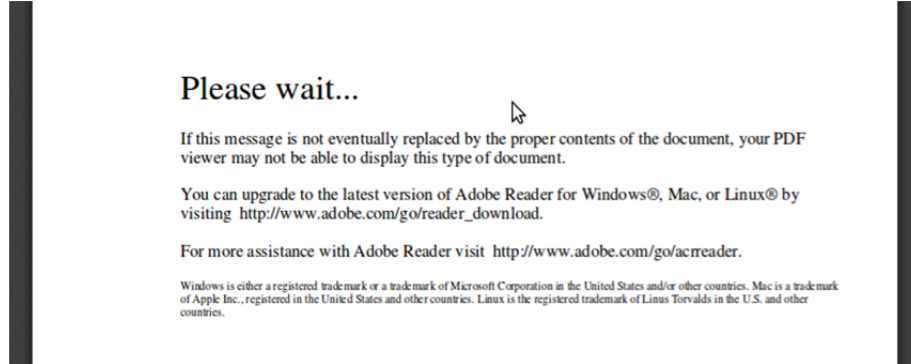 Please wait...
If this message is not eventually replaced by the proper contents of the document, your PDF
viewer may not be able to display this type of document.
You can upgrade to the latest version of Adobe Reader for Windows®, Mac, or Linux® by
visiting http://www.adobe.com/go/reader_download.
For more assistance with Adobe Reader visit http://www.adobe.com/go/acrreader.
Windows is either a registered trademark or a trademark of Microsoft Corporation in the United States and/or other countries. Mac is a trademark
of Apple Inc., registered in the United States and other countries. Linux is the registered trademark of Linus Torvalds in the U.S. and other
countries.